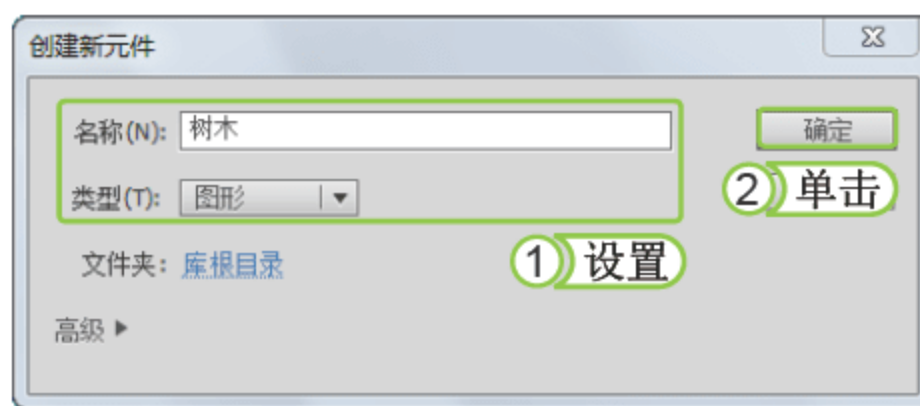 创建新元件
名称(N): 树木
确定
类型(T): 图形
2 单击
文件夹: 库根目录
1 设置
高级